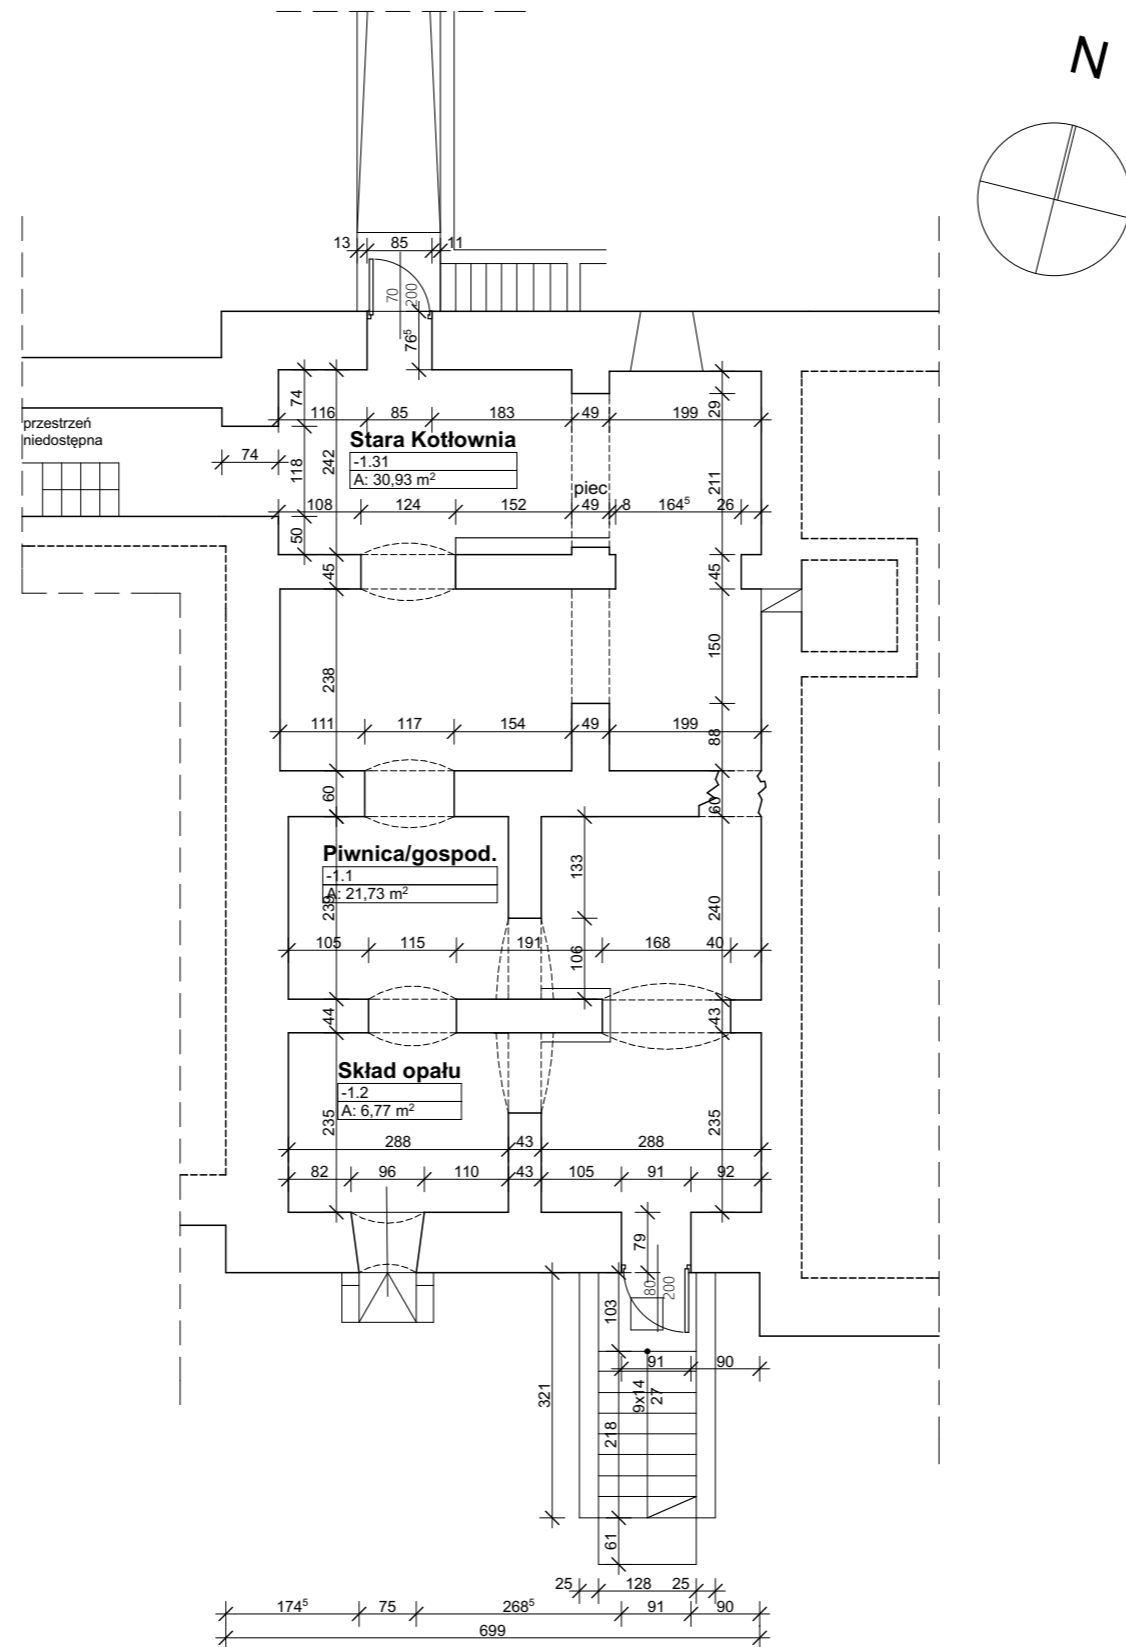 N
13 85 11
70
200
76⁵
74
116 85 183 49 199
29
przestrzeń
niedostępna
Stara Kotłownia
-1.31
A: 30,93 m²
74
118
242
211
piec
108 124 152 49 8 164⁵ 26
50
45
45
150
238
111 117 154 49 199
88
60
60
Piwnica/gospod.
-1.1
A: 21,73 m²
133
239
240
105 115 191 168 40
106
44
43
Skład opału
-1.2
A: 6,77 m²
235
235
288 43 288
82 96 110 43 105 91 92
79
80
200
103
91 90
321
9x14
27
218
61
25 128 25
174⁵ 75 268⁵ 91 90
699